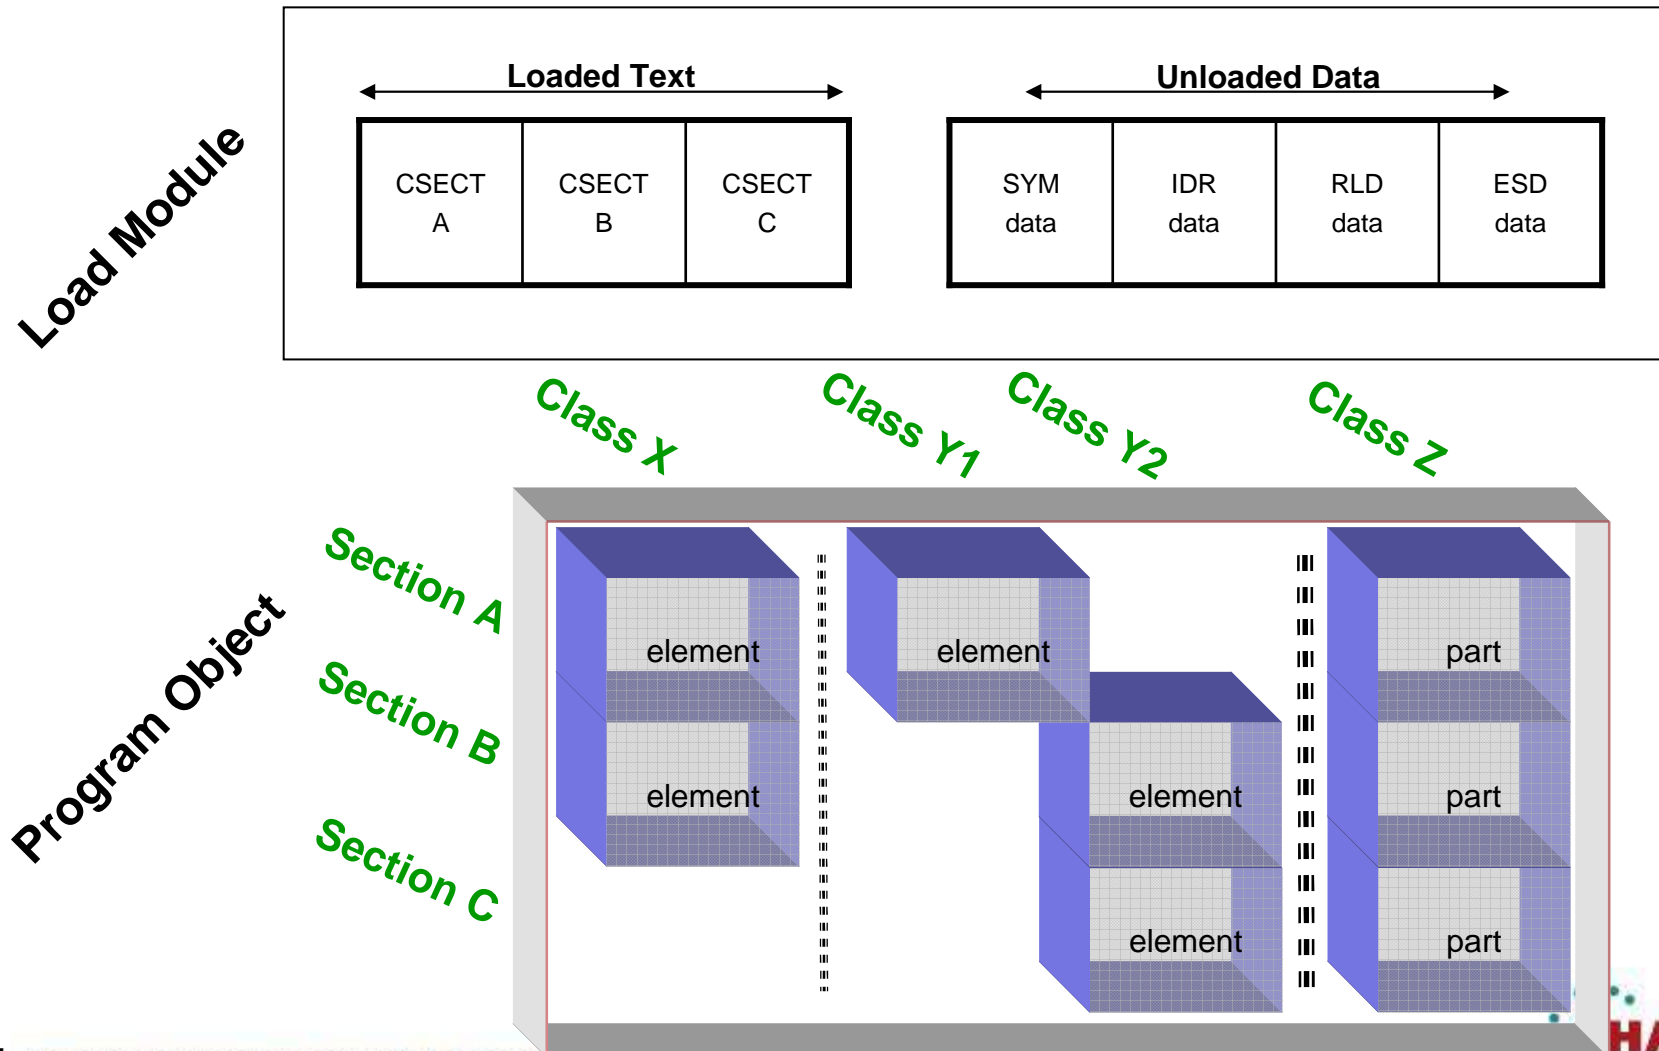 Load Module
Loaded Text
Unloaded Data
CSECT A
CSECT B
CSECT C
SYM data
IDR data
RLD data
ESD data
Program Object
Class X
Class Y1
Class Y2
Class Z
Section A
Section B
Section C
element
element
part
element
element
part
element
part